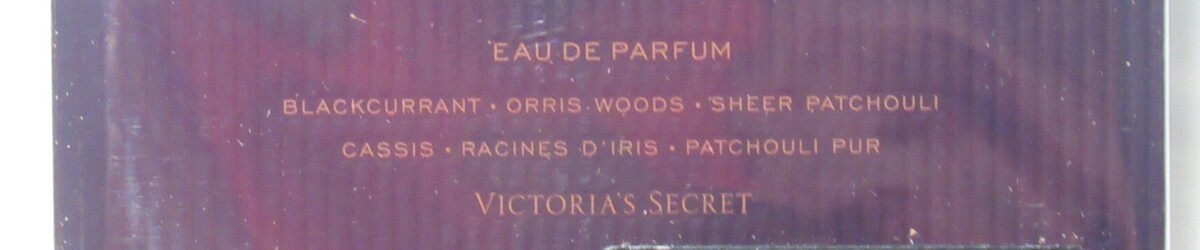 EAU DE PARFUM
BLACKCURRANT • ORRIS WOODS • SHEER PATCHOULI
CASSIS • RACINES D'IRIS • PATCHOULI PUR
VICTORIA'S SECRET